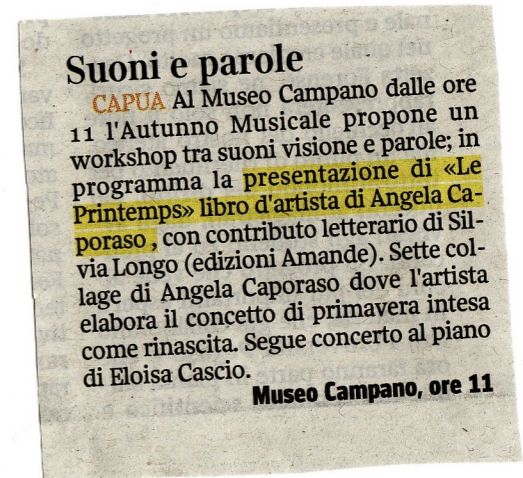 Suoni e parole
CAPUA Al Museo Campano dalle ore
11 l'Autunno Musicale propone un
workshop tra suoni visione e parole; in
programma la presentazione di «Le
Printemps» libro d'artista di Angela Ca-
poraso, con contributo letterario di Sil-
via Longo (edizioni Amande). Sette col-
lage di Angela Caporaso dove l'artista
elabora il concetto di primavera intesa
come rinascita. Segue concerto al piano
di Eloisa Cascio.
Museo Campano, ore 11